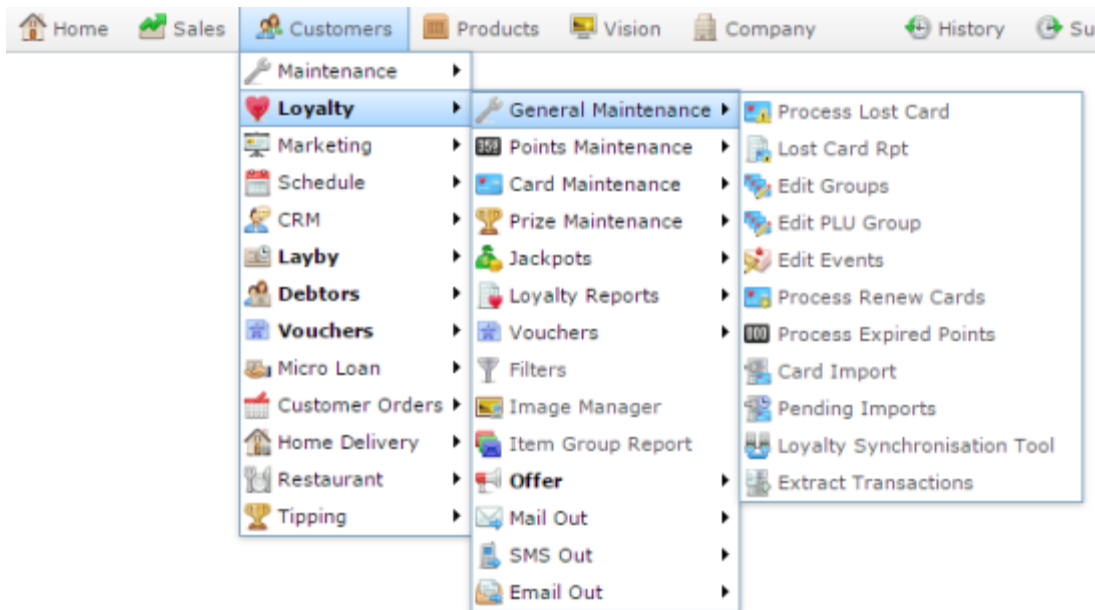 Home Sales Customers Products Vision Company History Su
Maintenance
Loyalty
Marketing
Schedule
CRM
Layby
Debtors
Vouchers
Micro Loan
Customer Orders
Home Delivery
Restaurant
Tipping
General Maintenance
Points Maintenance
Card Maintenance
Prize Maintenance
Jackpots
Loyalty Reports
Vouchers
Filters
Image Manager
Item Group Report
Offer
Mail Out
SMS Out
Email Out
Process Lost Card
Lost Card Rpt
Edit Groups
Edit PLU Group
Edit Events
Process Renew Cards
Process Expired Points
Card Import
Pending Imports
Loyalty Synchronisation Tool
Extract Transactions